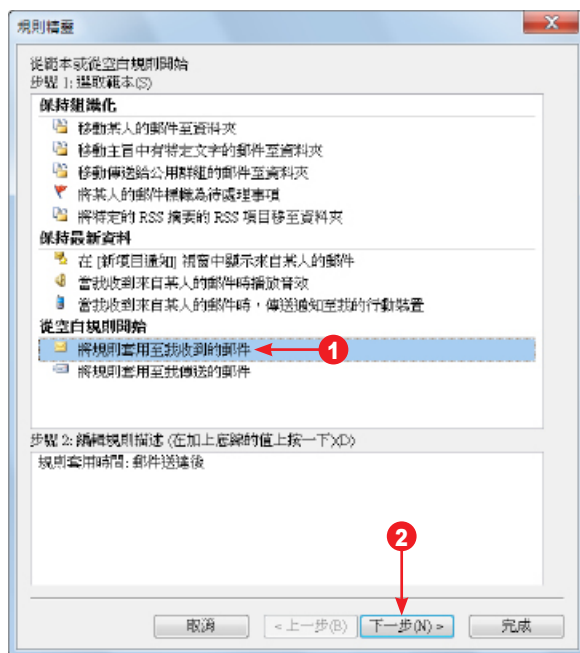 規則精靈
從範本或從空白規則開始
步驟 1: 選取範本(S)
保持組織化
移動某人的郵件至資料夾
移動主旨中有特定文字的郵件至資料夾
移動傳送給公用群組的郵件至資料夾
將某人的郵件標幟為待處理事項
將特定的 RSS 摘要的 RSS 項目移至資料夾
保持最新資料
在 [新項目通知] 視窗中顯示來自某人的郵件
當我收到來自某人的郵件時播放音效
當我收到來自某人的郵件時，傳送通知至我的行動裝置
從空白規則開始
將規則套用至我收到的郵件
1
將規則套用至我傳送的郵件
步驟 2: 編輯規則描述 (在加上底線的值上按一下)(D)
規則套用時間: 郵件送達後
2
取消
< 上一步(B)
下一步(N) >
完成